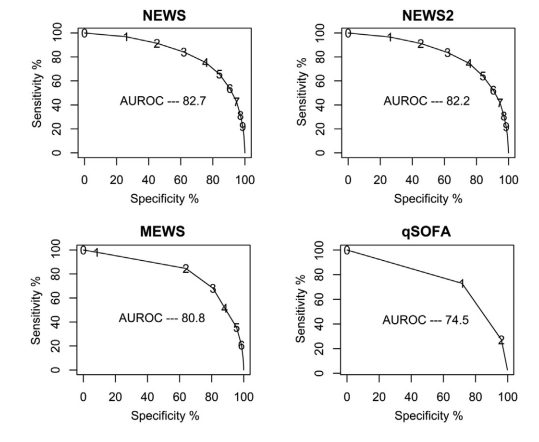 NEWS
Sensitivity %
100
80
60
40
20
0
0 1 2 3 4 5 6 7 8 9
AUROC --- 82.7
0 20 40 60 80 100
Specificity %
NEWS2
Sensitivity %
100
80
60
40
20
0
0 1 2 3 4 5 6 7 8 9
AUROC --- 82.2
0 20 40 60 80 100
Specificity %
MEWS
Sensitivity %
100
80
60
40
20
0
0 1 2 3 4 5 6
AUROC --- 80.8
0 20 40 60 80 100
Specificity %
qSOFA
Sensitivity %
100
80
60
40
20
0
0 1 2
AUROC --- 74.5
0 20 40 60 80 100
Specificity %